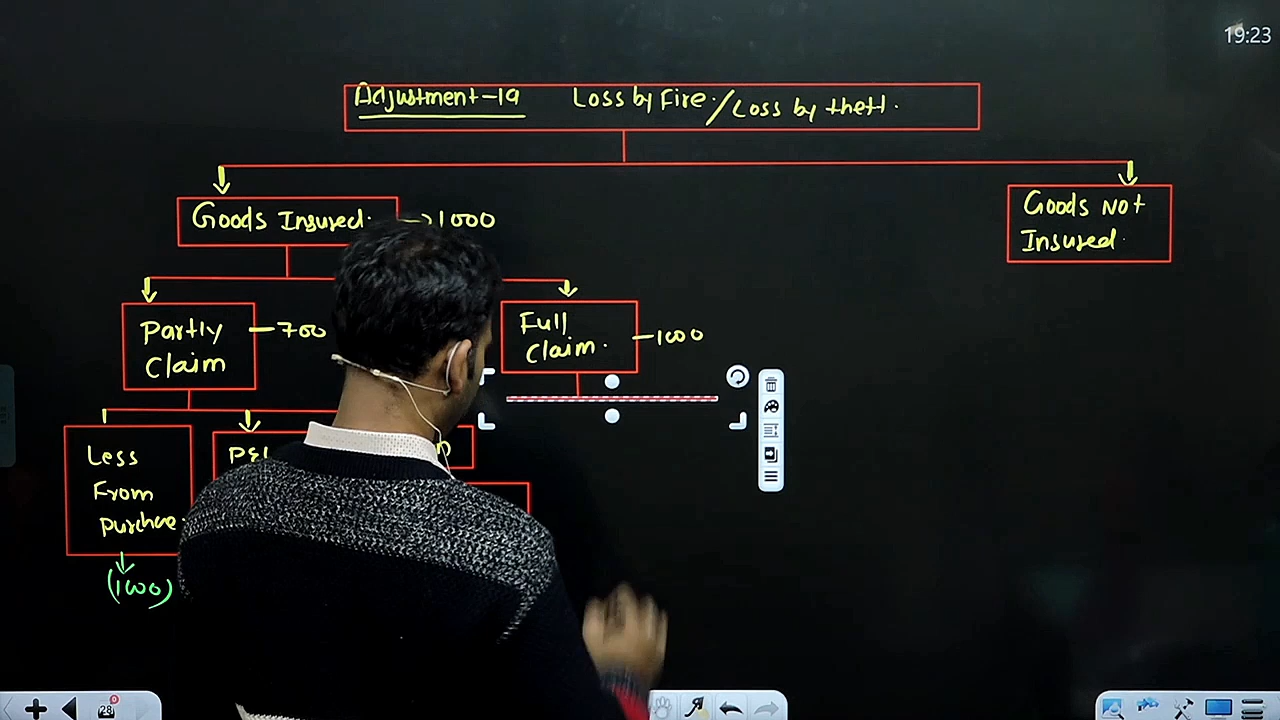 19:23
Adjustment-19 Loss by Fire./Loss by theft.
Goods Insured. → 1000
Goods Not
Insured.
Partly
Claim
— 700
Full
Claim.
— 1000
Less
From
Purchase.
(1000)
P&L
28